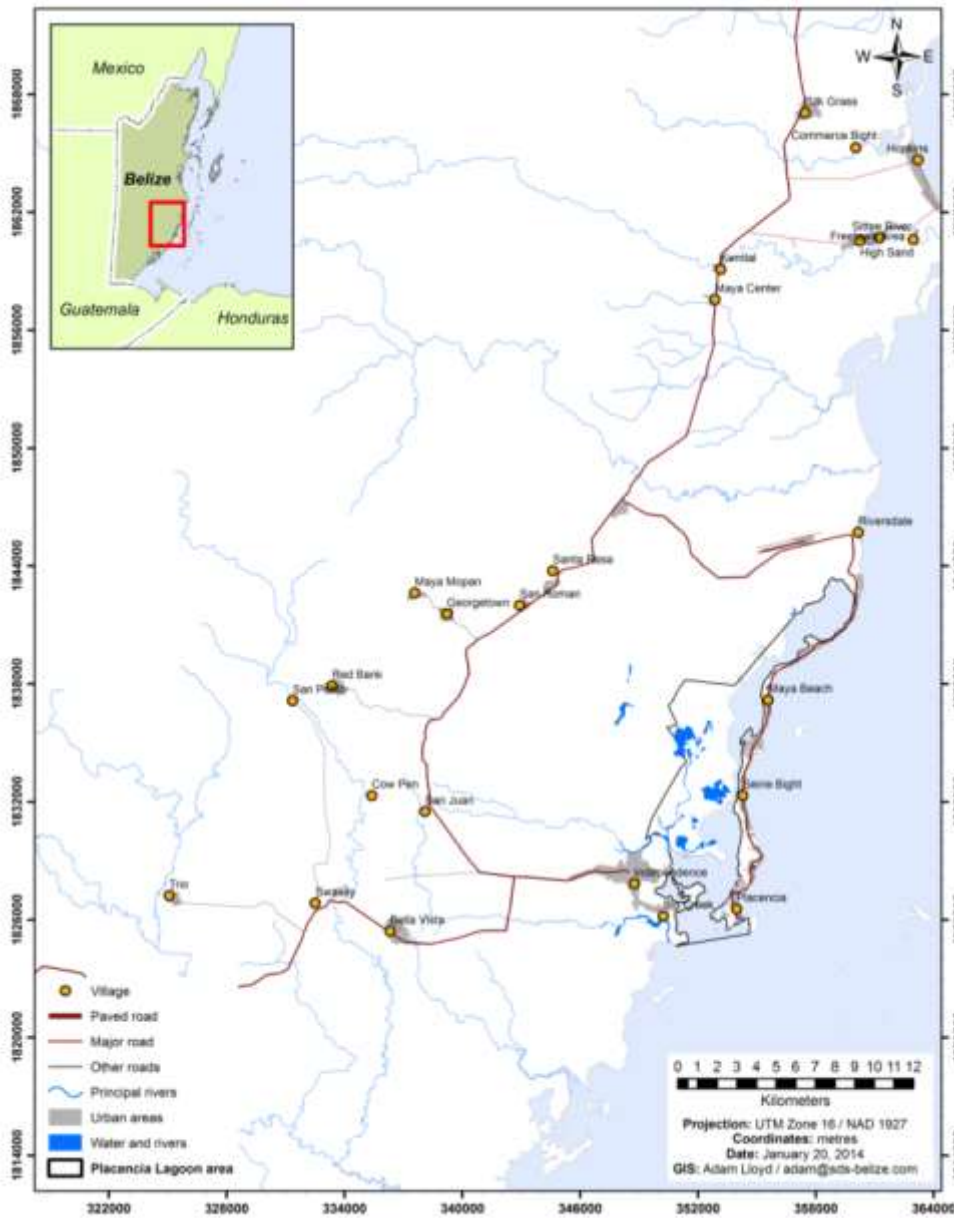 N
W E
S
Mexico
Belize
Guatemala
Honduras
Silk Grass
Commerce Bight
Hopkins
Sittee River
Area
High Sand
Kentlal
Maya Center
Riversdale
Santa Rosa
Maya Mopan
San Roman
Georgetown
Red Bank
San Pablo
Maya Beach
Cow Pen
San Juan
Seine Bight
Independence
Trio
Swasey
Placencia
Bella Vista
Village
Paved road
Major road
Other roads
Principal rivers
Urban areas
Water and rivers
Placencia Lagoon area
0 1 2 3 4 5 6 7 8 9 10 11 12
Kilometers
Projection: UTM Zone 16 / NAD 1927
Coordinates: metres
Date: January 20, 2014
GIS: Adam Lloyd / adam@sds-belize.com
1868000
1862000
1856000
1850000
1844000
1838000
1832000
1826000
1820000
1814000
322000 328000 334000 340000 346000 352000 358000 364000